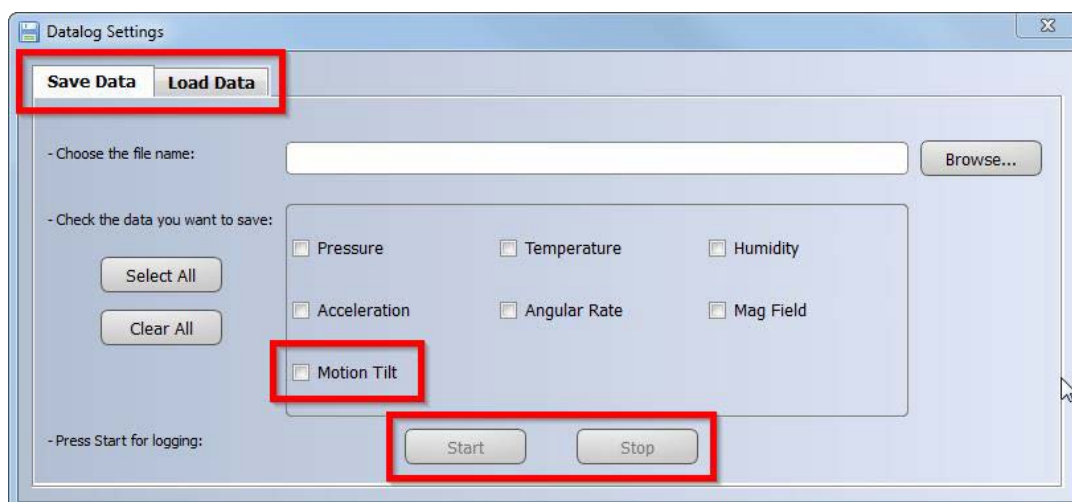 Datalog Settings
Save Data Load Data
- Choose the file name: Browse...
- Check the data you want to save:
Pressure Temperature Humidity
Select All
Acceleration Angular Rate Mag Field
Clear All
Motion Tilt
- Press Start for logging: Start Stop